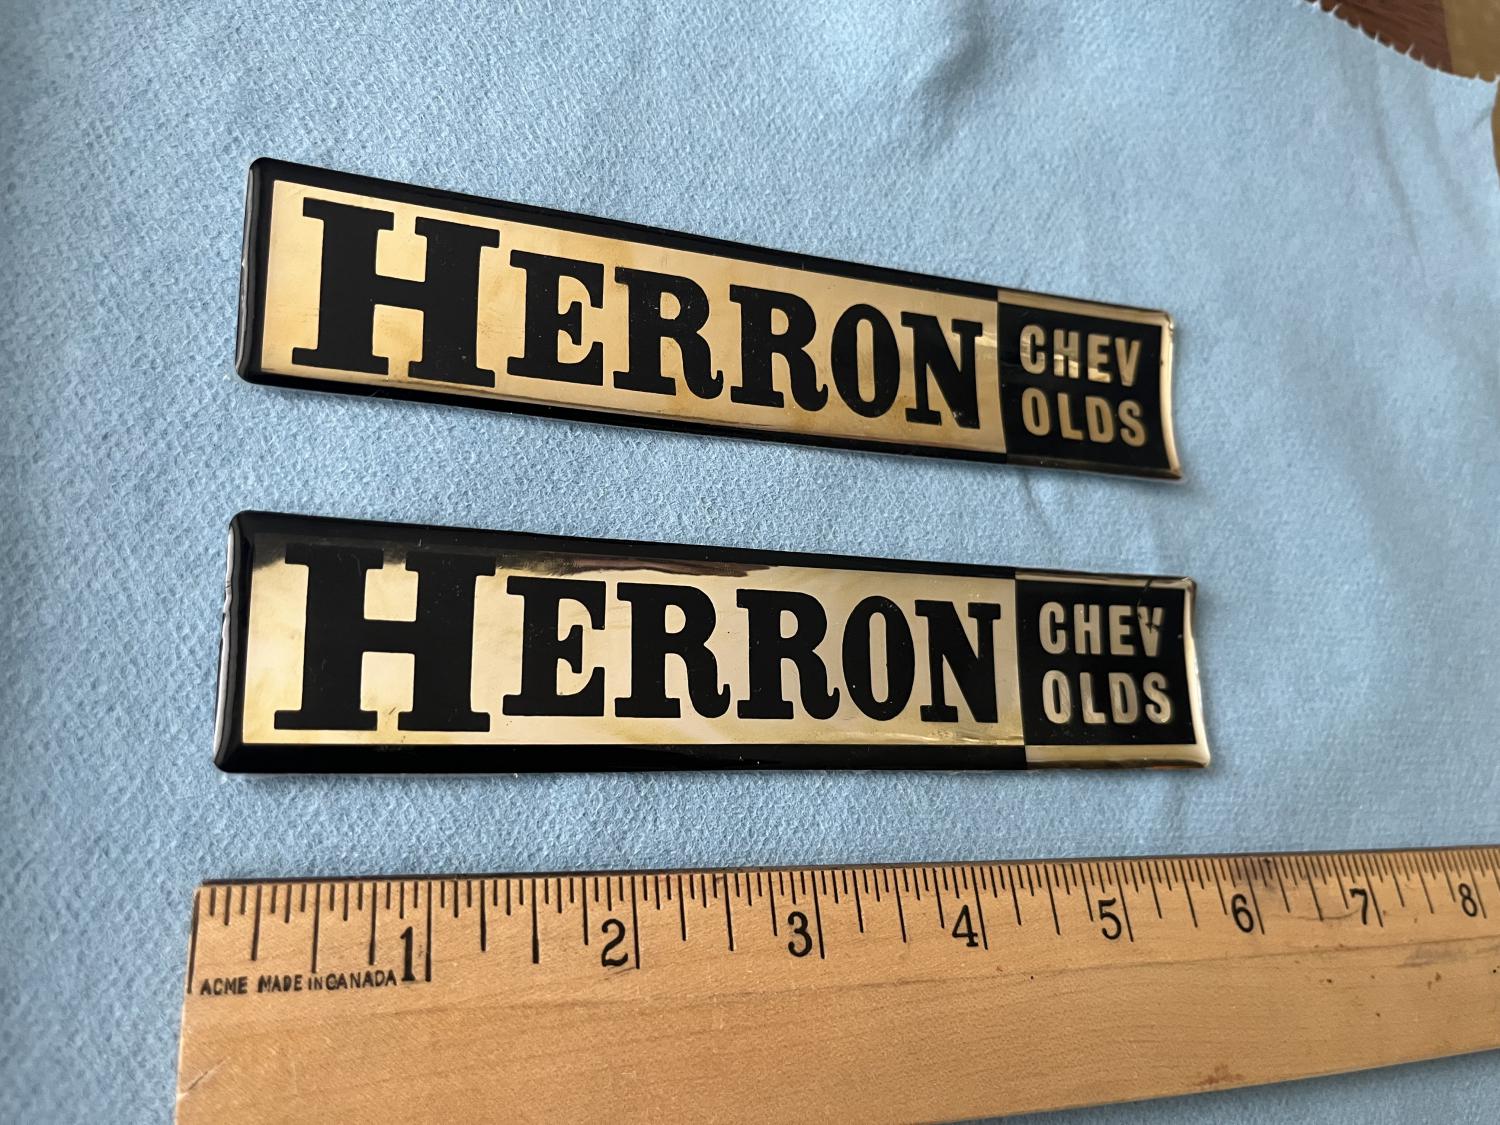 HERRON
CHEV
OLDS
HERRON
CHEV
OLDS
1 2 3 4 5 6 7 8
ACME MADE IN CANADA